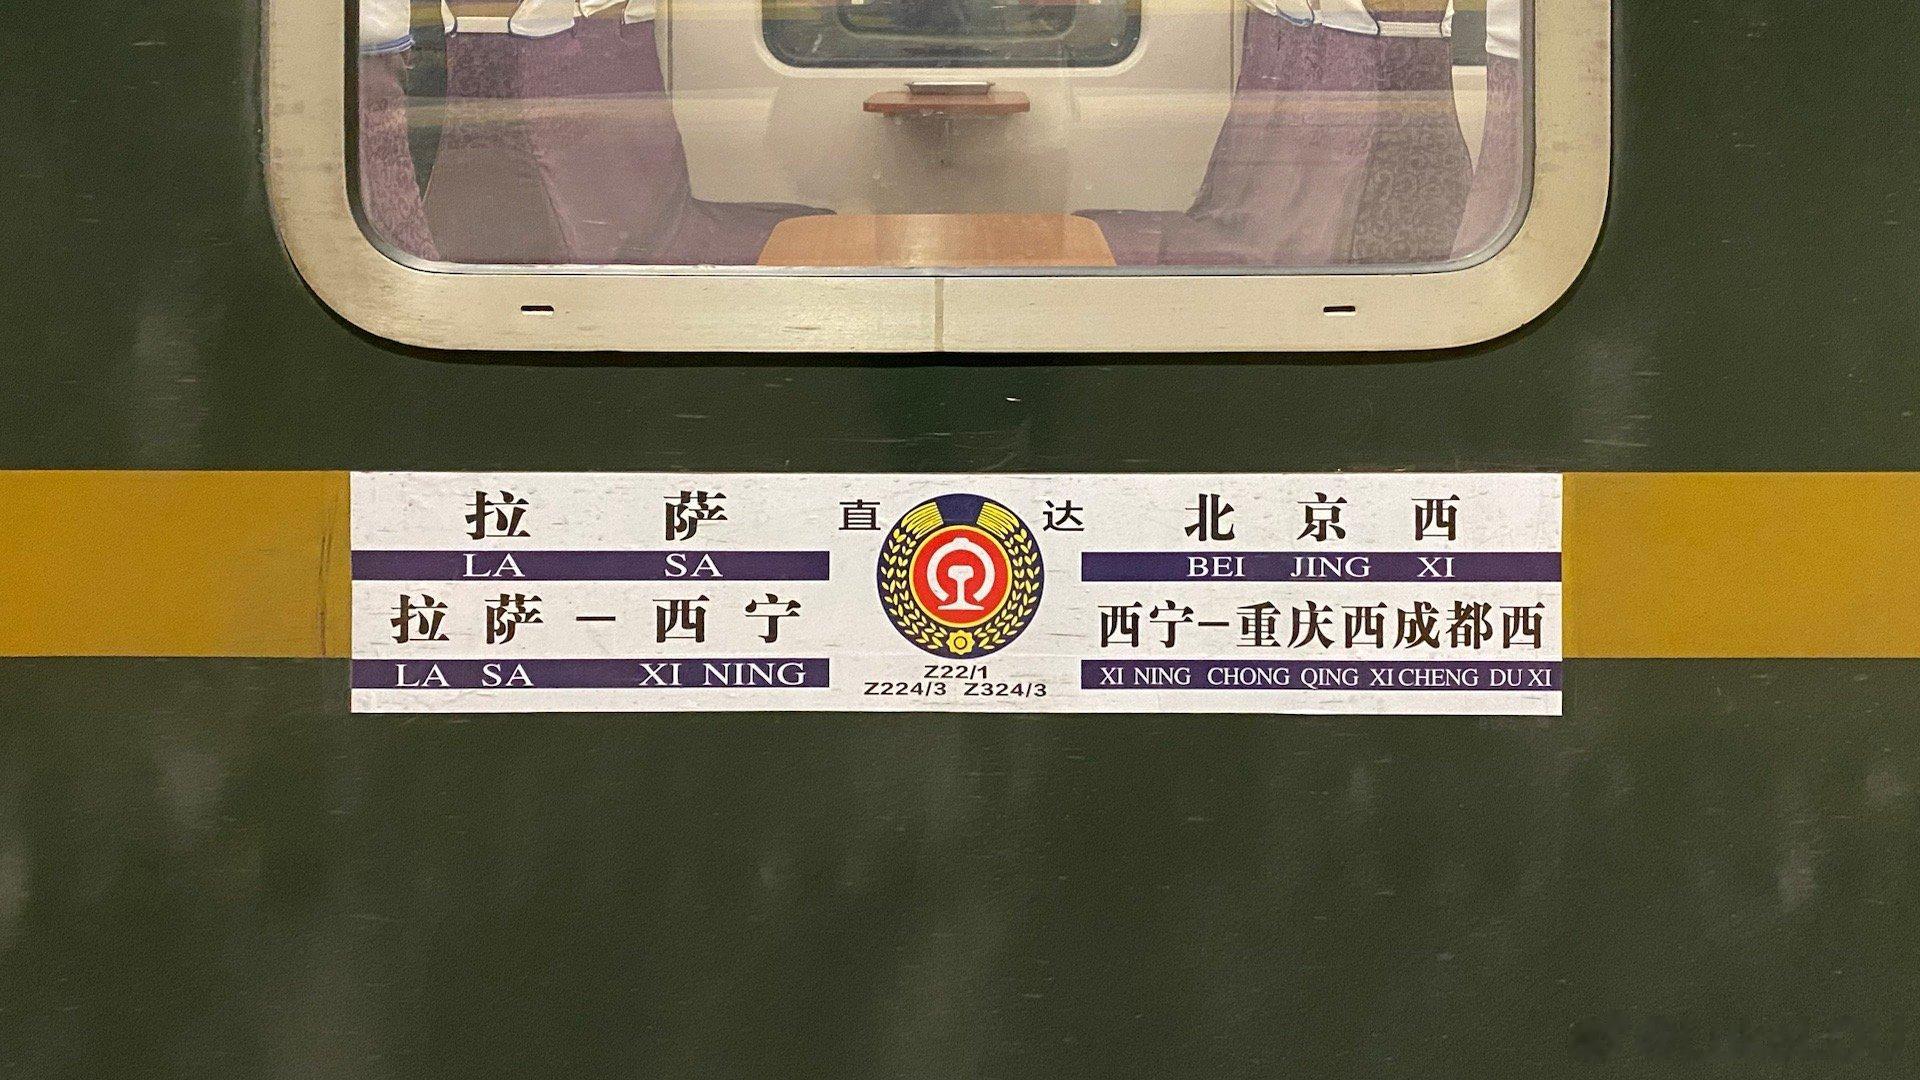 拉萨 直达 北京西
LA SA BEI JING XI
拉萨－西宁 西宁－重庆西成都西
LA SA XI NING XI NING CHONG QING XI CHENG DU XI
Z22/1
Z224/3 Z324/3